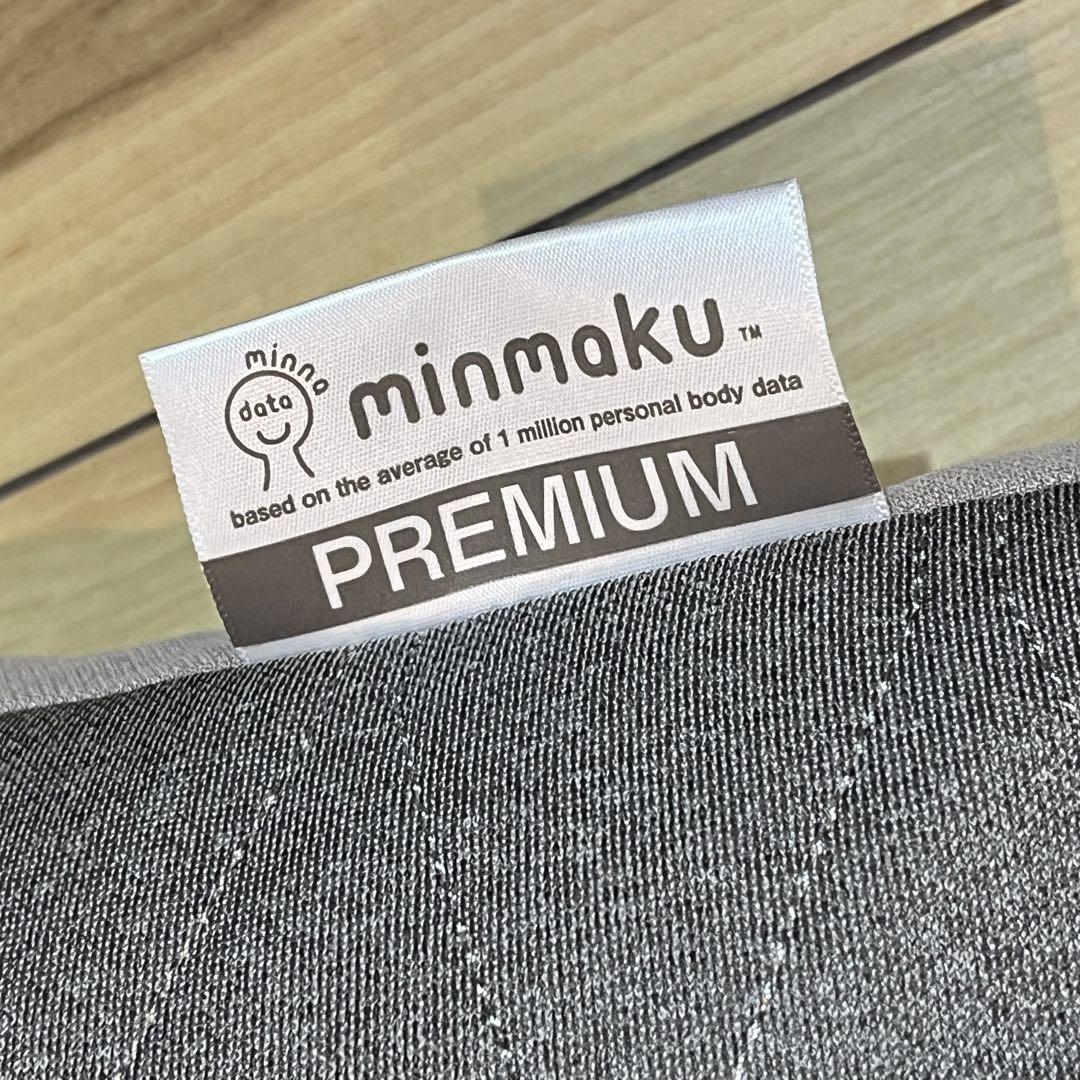 minna
data
minmaku™
based on the average of 1 million personal body data
PREMIUM